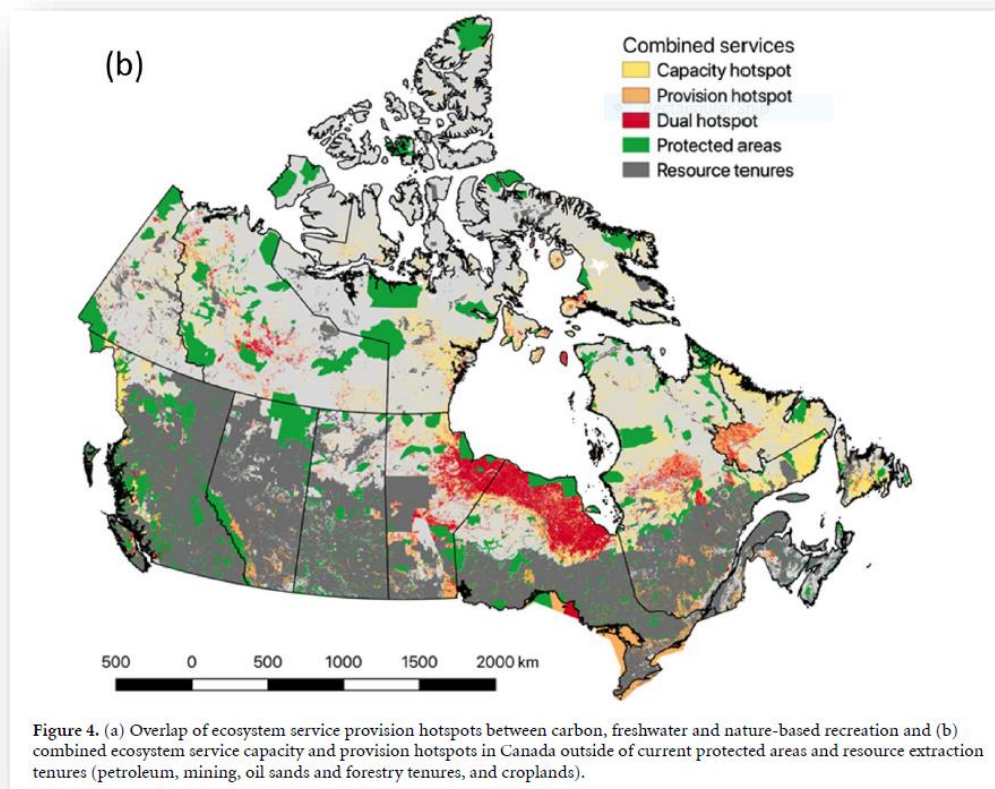 (b)
Combined services
Capacity hotspot
Provision hotspot
Dual hotspot
Protected areas
Resource tenures
500 0 500 1000 1500 2000 km
Figure 4. (a) Overlap of ecosystem service provision hotspots between carbon, freshwater and nature-based recreation and (b)
combined ecosystem service capacity and provision hotspots in Canada outside of current protected areas and resource extraction
tenures (petroleum, mining, oil sands and forestry tenures, and croplands).